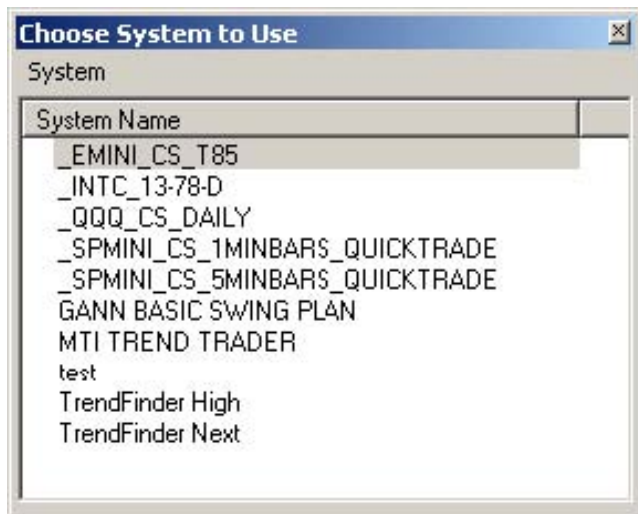 Choose System to Use
System
System Name
_EMINI_CS_T85
_INTC_13-78-D
_QQQ_CS_DAILY
_SPMINI_CS_1MINBARS_QUICKTRADE
_SPMINI_CS_5MINBARS_QUICKTRADE
GANN BASIC SWING PLAN
MTI TREND TRADER
test
TrendFinder High
TrendFinder Next